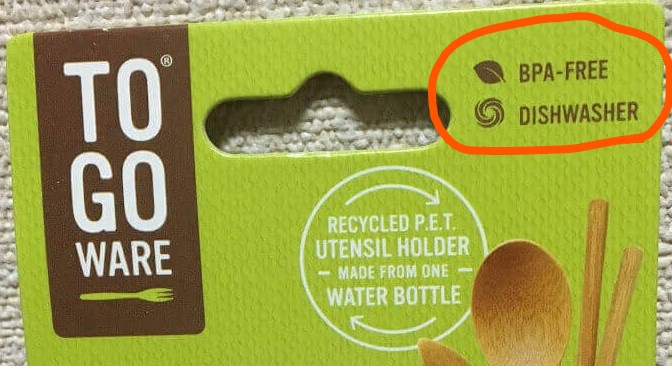 TO®
GO
WARE
BPA-FREE
DISHWASHER
RECYCLED P.E.T.
UTENSIL HOLDER
– MADE FROM ONE –
WATER BOTTLE